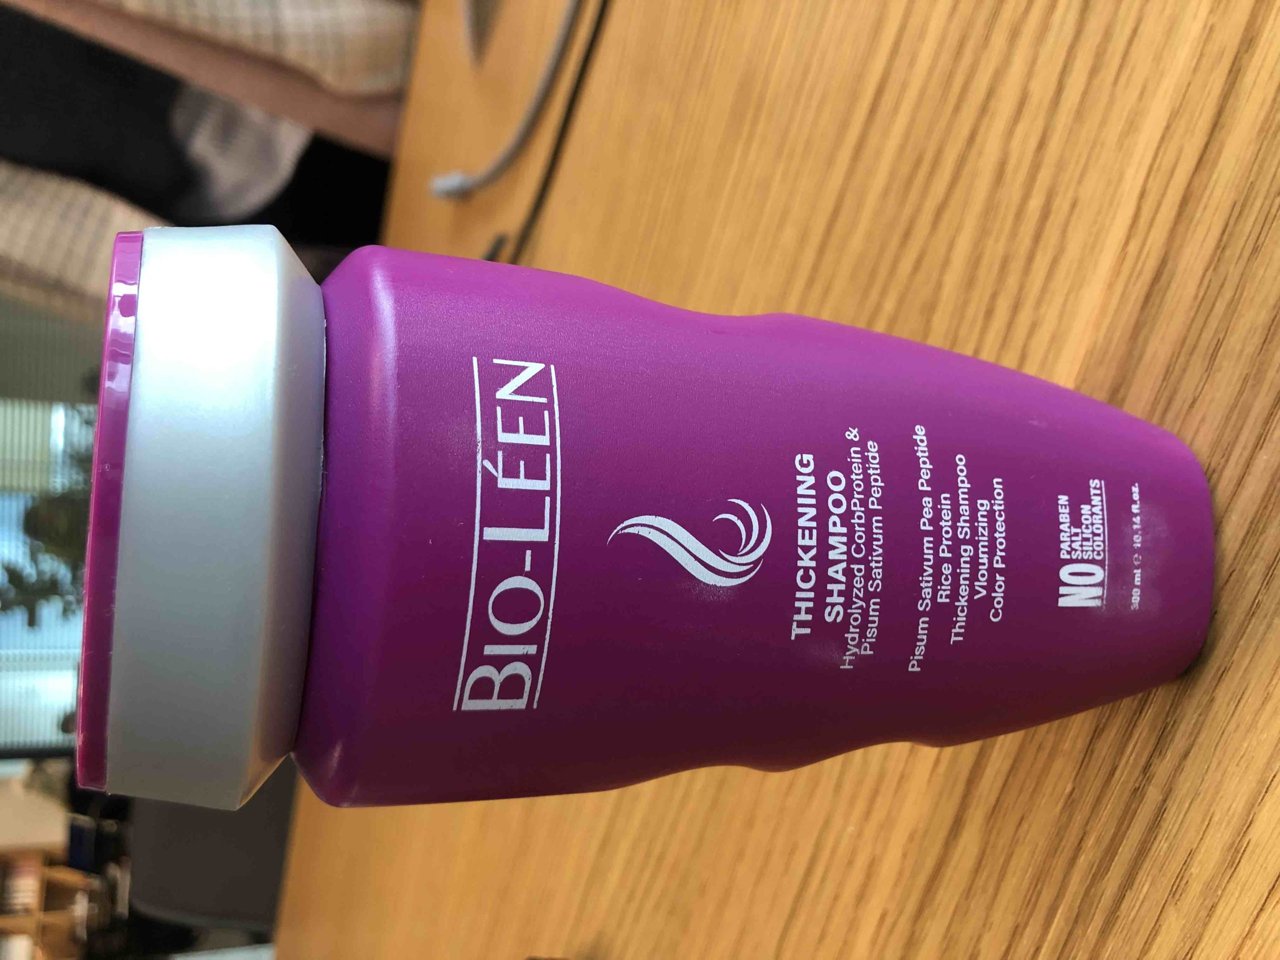 BIO-LÉEN
THICKENING
SHAMPOO
Hydrolyzed CorbProtein &
Pisum Sativum Peptide
Pisum Sativum Pea Peptide
Rice Protein
Thickening Shampoo
Vloumizing
Color Protection
NO PARABEN
SALT
SILICON
COLORANTS
300 ml ℮ 10.14 fl.oz.